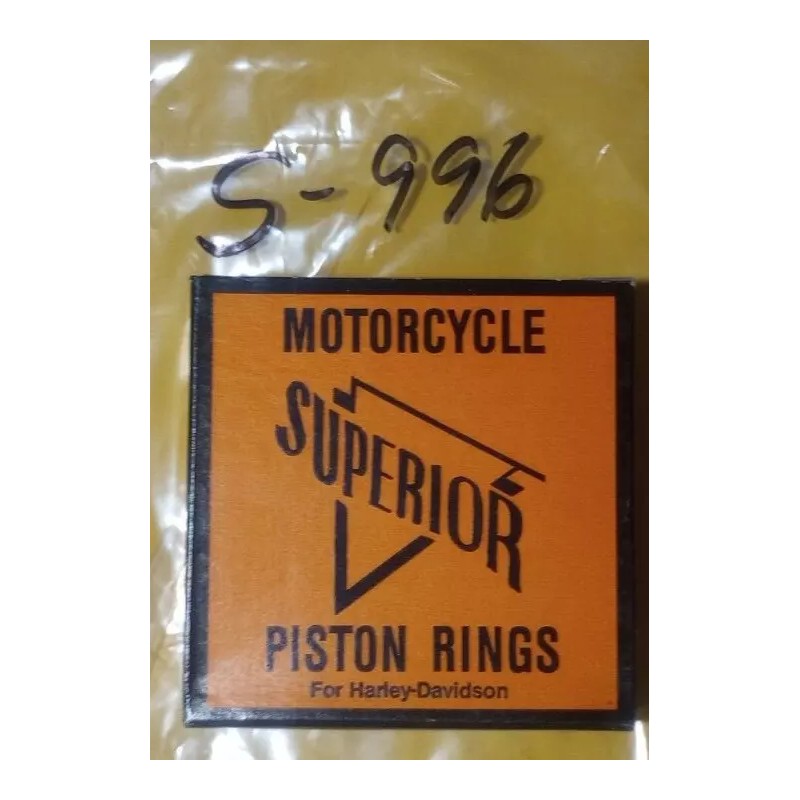 S-996
MOTORCYCLE
SUPERIOR
PISTON RINGS
For Harley-Davidson